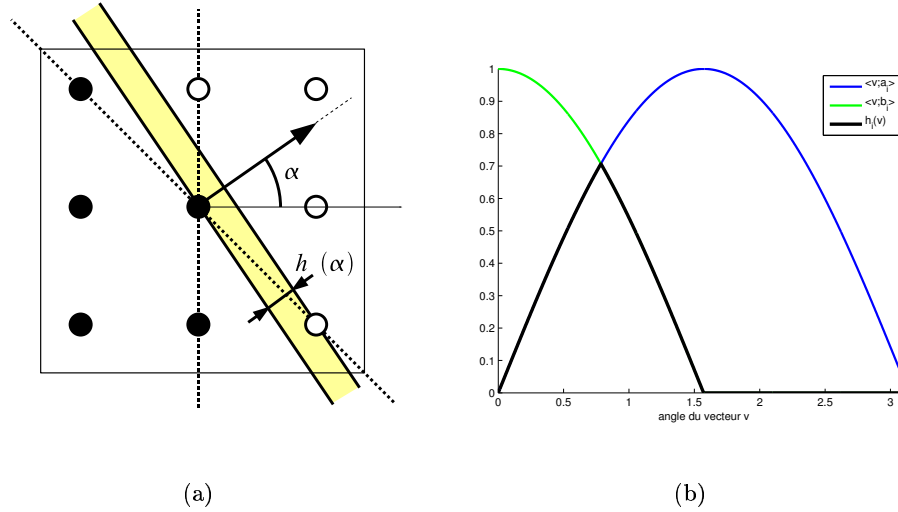 α
h (α)
1
0.9
0.8
0.7
0.6
0.5
0.4
0.3
0.2
0.1
0
0 0.5 1 1.5 2 2.5 3
angle du vecteur v
<v;a_i>
<v;b_i>
h_i(v)
(a) (b)